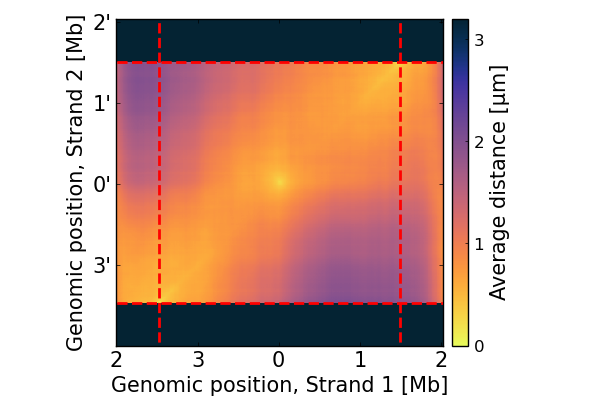 2'
1'
0'
3'
Genomic position, Strand 2 [Mb]
2 3 0 1 2
Genomic position, Strand 1 [Mb]
3
2
1
0
Average distance [μm]